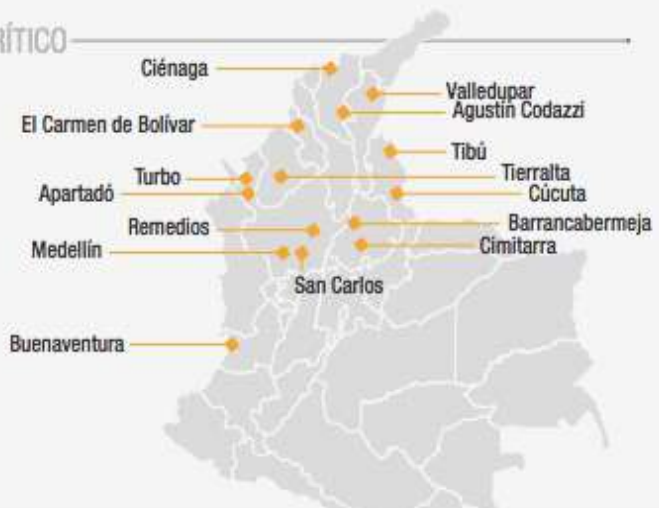 RÍTICO
Ciénaga
Valledupar
Agustín Codazzi
El Carmen de Bolívar
Tibú
Turbo
Tierralta
Apartadó
Cúcuta
Remedios
Barrancabermeja
Medellín
Cimitarra
San Carlos
Buenaventura